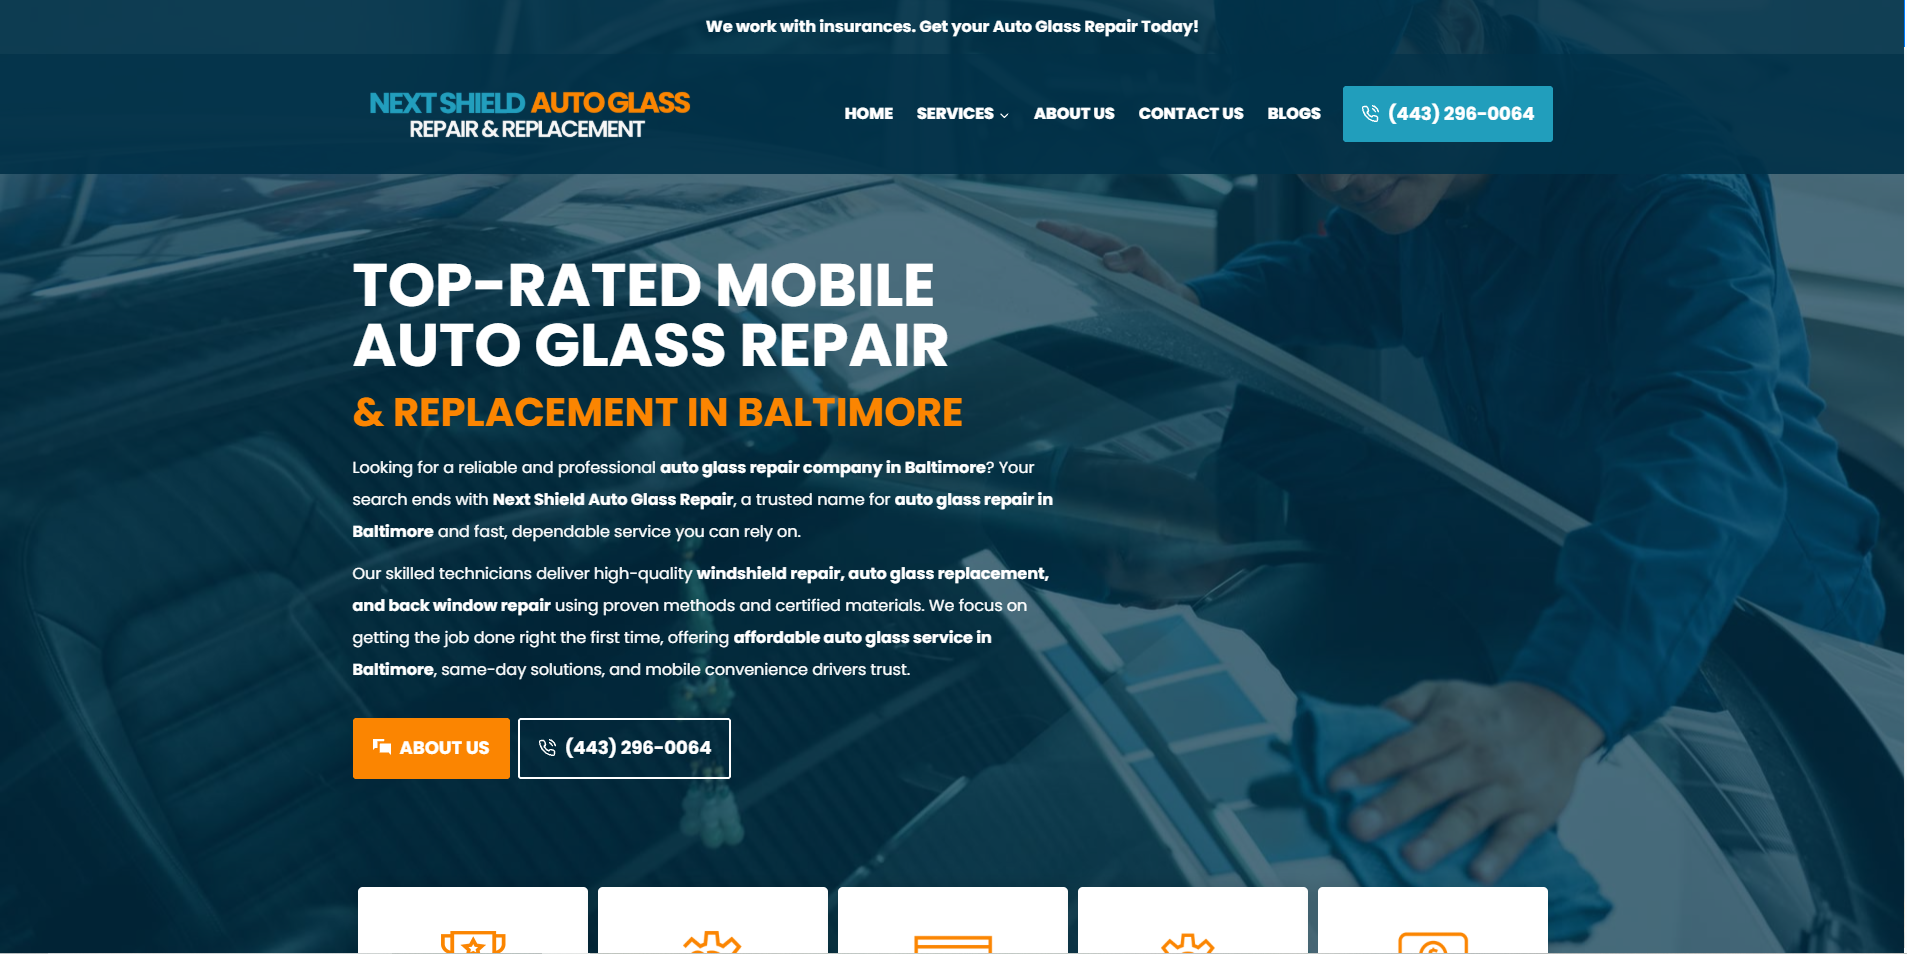 We work with insurances. Get your Auto Glass Repair Today!
NEXT SHIELD AUTO GLASS
REPAIR & REPLACEMENT
HOME SERVICES ABOUT US CONTACT US BLOGS (443) 296-0064
TOP-RATED MOBILE
AUTO GLASS REPAIR
& REPLACEMENT IN BALTIMORE
Looking for a reliable and professional auto glass repair company in Baltimore? Your
search ends with Next Shield Auto Glass Repair, a trusted name for auto glass repair in
Baltimore and fast, dependable service you can rely on.
Our skilled technicians deliver high-quality windshield repair, auto glass replacement,
and back window repair using proven methods and certified materials. We focus on
getting the job done right the first time, offering affordable auto glass service in
Baltimore, same-day solutions, and mobile convenience drivers trust.
ABOUT US (443) 296-0064